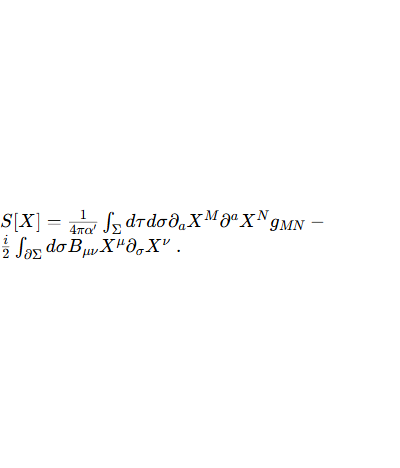 S[X] = \frac{1}{4\pi\alpha'} \int_{\Sigma} d\tau d\sigma \partial_a X^M \partial^a X^N g_{MN} -
\frac{i}{2} \int_{\partial\Sigma} d\sigma B_{\mu\nu} X^\mu \partial_\sigma X^\nu .